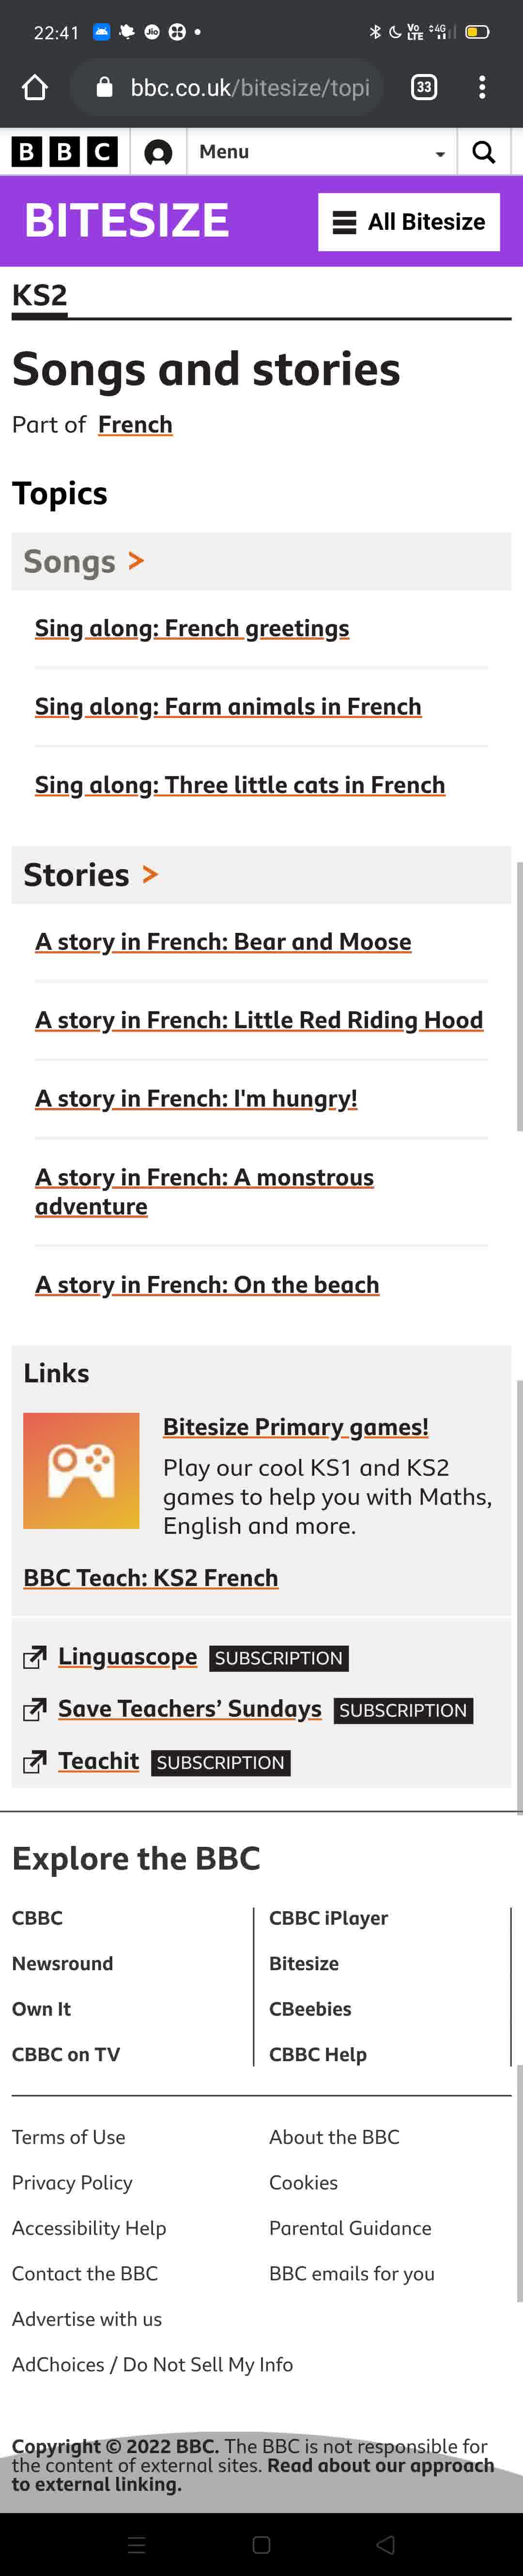 22:41 Jio Vo LTE 4G
bbc.co.uk/bitesize/topi 33
BBC Menu
BITESIZE All Bitesize
KS2
Songs and stories
Part of French
Topics
Songs >
Sing along: French greetings
Sing along: Farm animals in French
Sing along: Three little cats in French
Stories >
A story in French: Bear and Moose
A story in French: Little Red Riding Hood
A story in French: I'm hungry!
A story in French: A monstrous
adventure
A story in French: On the beach
Links
Bitesize Primary games!
Play our cool KS1 and KS2
games to help you with Maths,
English and more.
BBC Teach: KS2 French
Linguascope SUBSCRIPTION
Save Teachers’ Sundays SUBSCRIPTION
Teachit SUBSCRIPTION
Explore the BBC
CBBC CBBC iPlayer
Newsround Bitesize
Own It CBeebies
CBBC on TV CBBC Help
Terms of Use About the BBC
Privacy Policy Cookies
Accessibility Help Parental Guidance
Contact the BBC BBC emails for you
Advertise with us
AdChoices / Do Not Sell My Info
Copyright © 2022 BBC. The BBC is not responsible for
the content of external sites. Read about our approach
to external linking.